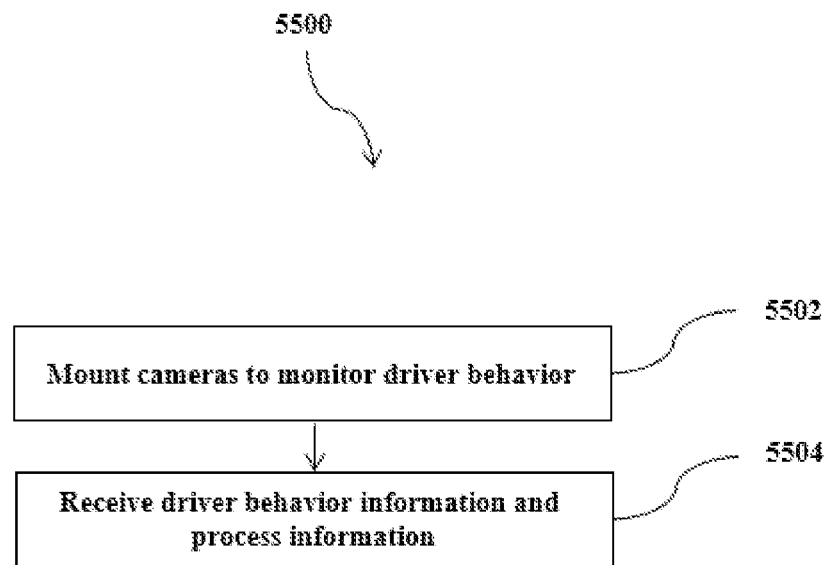 5500
5502
Mount cameras to monitor driver behavior
5504
Receive driver behavior information and
process information